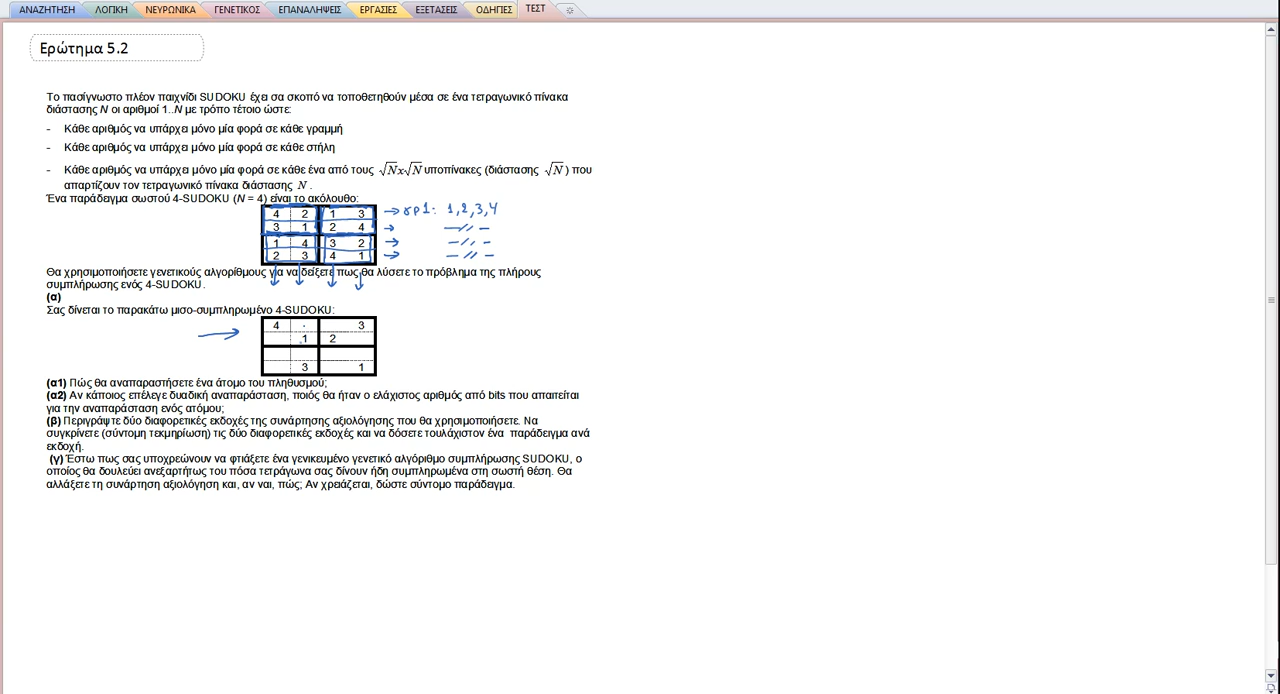 ΑΝΑΖΗΤΗΣΗ ΛΟΓΙΚΗ ΝΕΥΡΩΝΙΚΑ ΓΕΝΕΤΙΚΟΣ ΕΠΑΝΑΛΗΨΕΙΣ ΕΡΓΑΣΙΕΣ ΕΞΕΤΑΣΕΙΣ ΟΔΗΓΙΕΣ ΤΕΣΤ
Ερώτημα 5.2
Το πασίγνωστο πλέον παιχνίδι SUDOKU έχει σα σκοπό να τοποθετηθούν μέσα σε ένα τετραγωνικό πίνακα
διάστασης N οι αριθμοί 1..N με τρόπο τέτοιο ώστε:
- Κάθε αριθμός να υπάρχει μόνο μία φορά σε κάθε γραμμή
- Κάθε αριθμός να υπάρχει μόνο μία φορά σε κάθε στήλη
- Κάθε αριθμός να υπάρχει μόνο μία φορά σε κάθε ένα από τους √N x √N υποπίνακες (διάστασης √N) που
απαρτίζουν τον τετραγωνικό πίνακα διάστασης N .
Ένα παράδειγμα σωστού 4-SUDOKU (N = 4) είναι το ακόλουθο:
4 2 1 3 → γρ1: 1,2,3,4
3 1 2 4 → —//—
1 4 3 2 → —//—
2 3 4 1 → —//—
Θα χρησιμοποιήσετε γενετικούς αλγορίθμους για να δείξετε πως θα λύσετε το πρόβλημα της πλήρους
συμπλήρωσης ενός 4-SUDOKU.
(α)
Σας δίνεται το παρακάτω μισο-συμπληρωμένο 4-SUDOKU:
4 3
1 2
3 1
(α1) Πώς θα αναπαραστήσετε ένα άτομο του πληθυσμού;
(α2) Αν κάποιος επέλεγε δυαδική αναπαράσταση, ποιός θα ήταν ο ελάχιστος αριθμός από bits που απαιτείται
για την αναπαράσταση ενός ατόμου;
(β) Περιγράψτε δύο διαφορετικές εκδοχές της συνάρτησης αξιολόγησης που θα χρησιμοποιήσετε. Να
συγκρίνετε (σύντομη τεκμηρίωση) τις δύο διαφορετικές εκδοχές και να δόσετε τουλάχιστον ένα παράδειγμα ανά
εκδοχή.
(γ) Έστω πως σας υποχρεώνουν να φτιάξετε ένα γενικευμένο γενετικό αλγόριθμο συμπλήρωσης SUDOKU, ο
οποίος θα δουλεύει ανεξαρτήτως του πόσα τετράγωνα σας δίνουν ήδη συμπληρωμένα στη σωστή θέση. Θα
αλλάξετε τη συνάρτηση αξιολόγηση και, αν ναι, πώς; Αν χρειάζεται, δώστε σύντομο παράδειγμα.